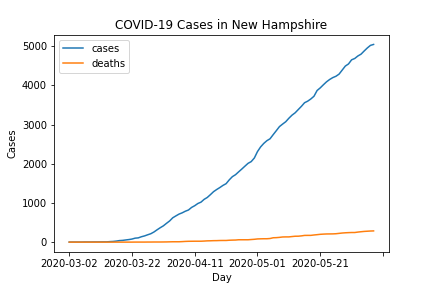 COVID-19 Cases in New Hampshire
cases
deaths
5000
4000
3000
2000
1000
0
Cases
2020-03-02 2020-03-22 2020-04-11 2020-05-01 2020-05-21
Day